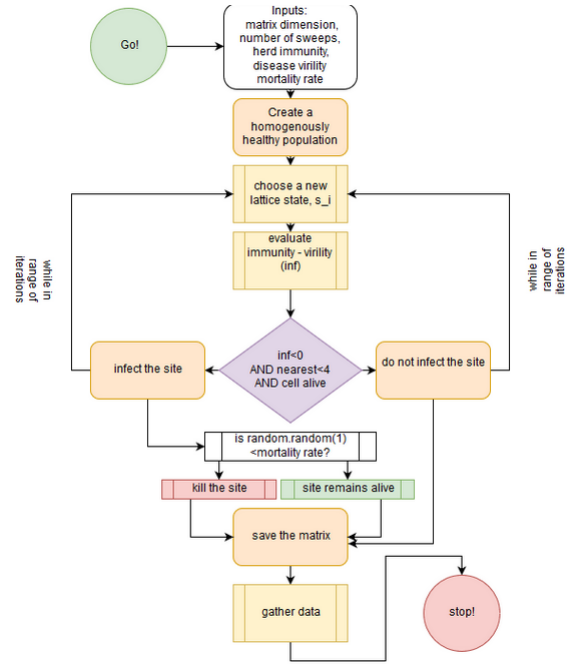 Go!
Inputs:
matrix dimension,
number of sweeps,
herd immunity,
disease virility
mortality rate
Create a
homogenously
healthy population
choose a new
lattice state, s_i
evaluate
immunity - virility
(inf)
while in
range of
iterations
while in
range of
iterations
infect the site
inf<0
AND nearest<4
AND cell alive
do not infect the site
is random.random(1)
<mortality rate?
kill the site
site remains alive
save the matrix
gather data
stop!